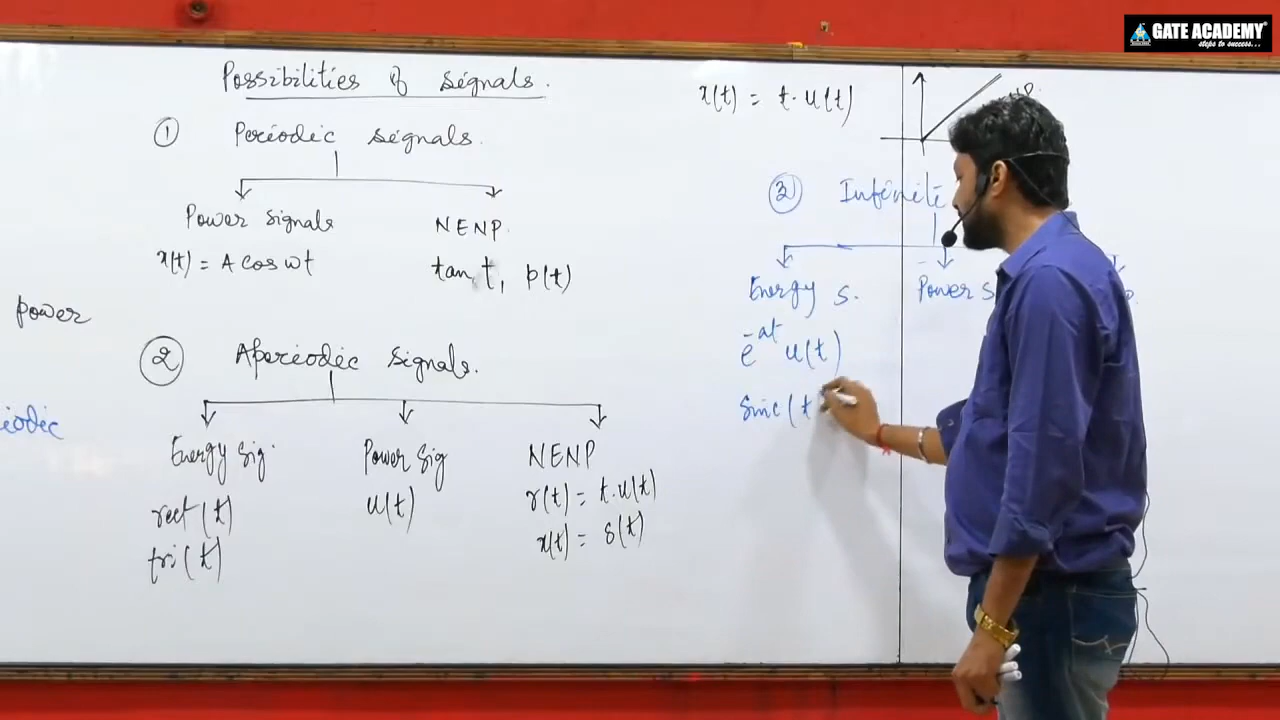 GATE ACADEMY
steps to success...
Possibilities of signals.
① Periodic signals.
Power Signals NENP.
x(t) = A cos ωt tan t, p(t)
power
② Aperiodic Signals.
iodic
Energy Sig. Power Sig NENP
rect(t) u(t) r(t) = t.u(t)
tri(t) x(t) = δ(t)
x(t) = t.u(t)
③ Infinite
Energy S. Power S
e^-at u(t)
Sinc(t